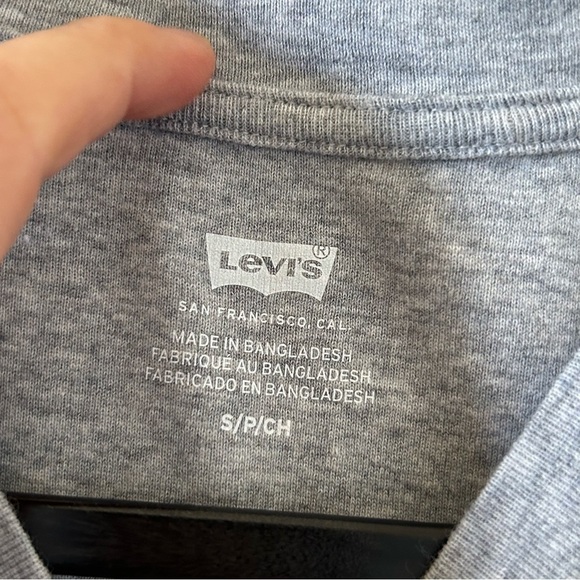 Levi's®
SAN FRANCISCO, CAL.
MADE IN BANGLADESH
FABRIQUE AU BANGLADESH
FABRICADO EN BANGLADESH
S/P/CH